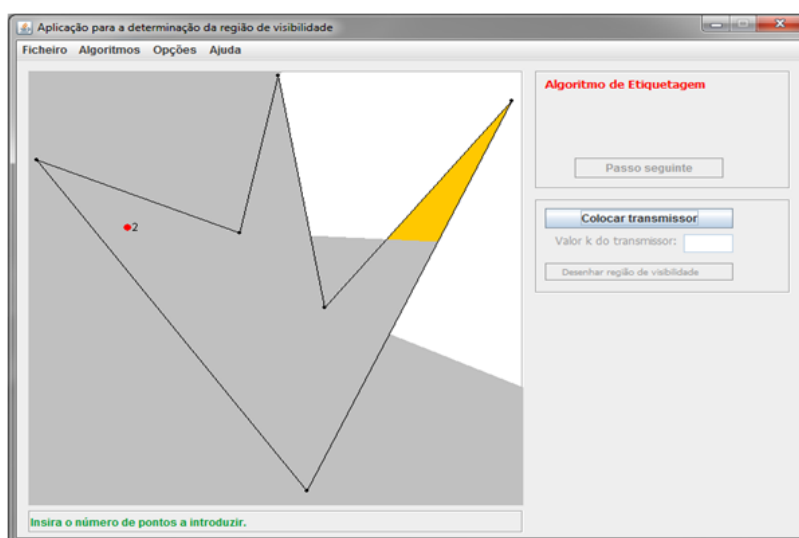 Aplicação para a determinação da região de visibilidade
Ficheiro Algoritmos Opções Ajuda
Algoritmo de Etiquetagem
Passo seguinte
Colocar transmissor
Valor k do transmissor:
Desenhar região de visibilidade
2
Insira o número de pontos a introduzir.